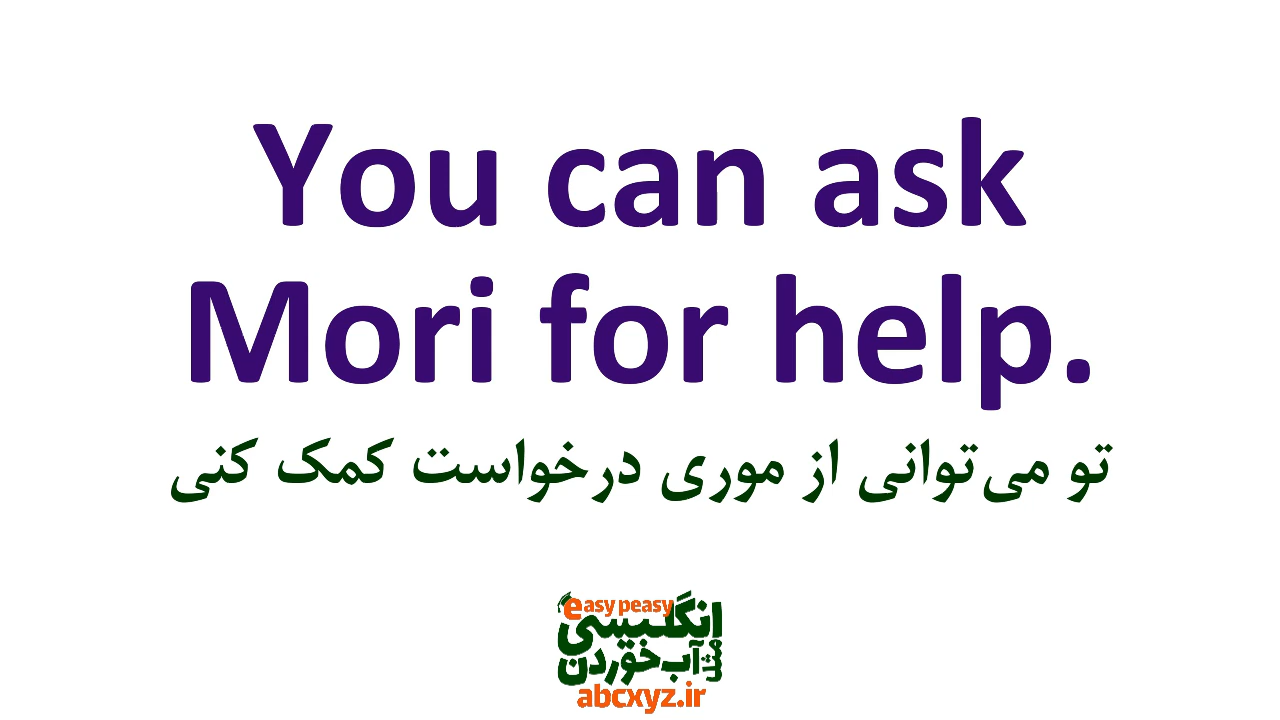 You can ask
Mori for help.
تو می‌توانی از موری درخواست کمک کنی
easy peasy
انگلیسی
مثل آب خوردن
abcxyz.ir